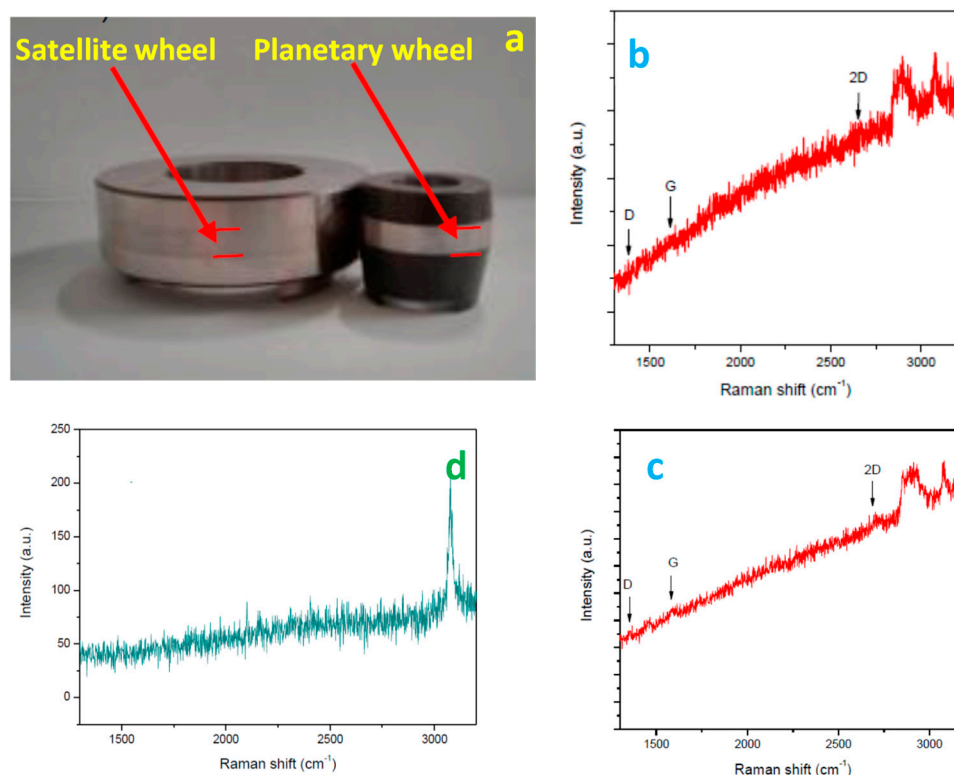 Satellite wheel
Planetary wheel
a
b
2D
G
D
Intensity (a.u.)
1500
2000
2500
3000
Raman shift (cm⁻¹)
d
250
200
150
100
50
0
Intensity (a.u.)
1500
2000
2500
3000
Raman shift (cm⁻¹)
c
2D
G
D
Intensity (a.u.)
1500
2000
2500
3000
Raman shift (cm⁻¹)